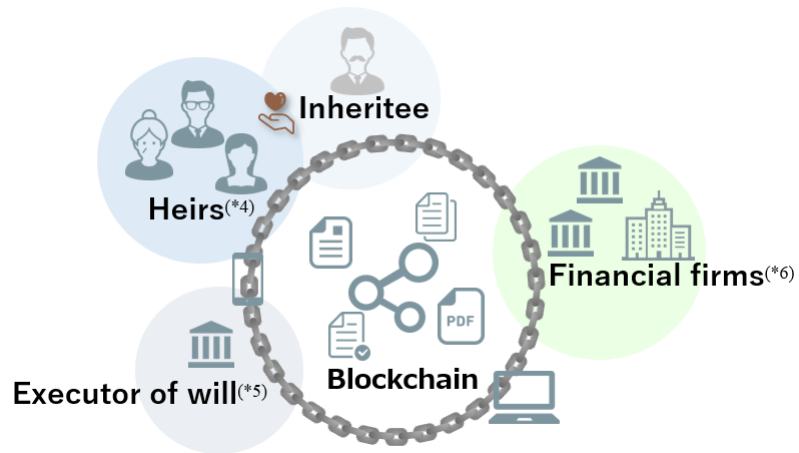 Inheritee
Heirs(*4)
Financial firms(*6)
PDF
Blockchain
Executor of will(*5)